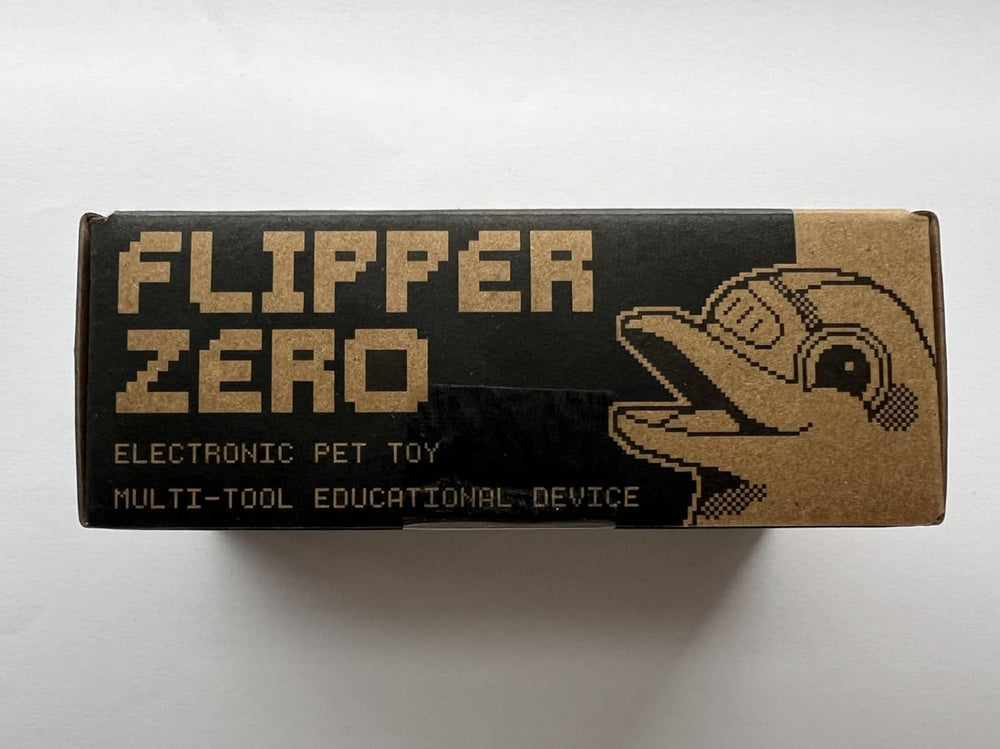 FLIPPER
ZERO
ELECTRONIC PET TOY
MULTI-TOOL EDUCATIONAL DEVICE